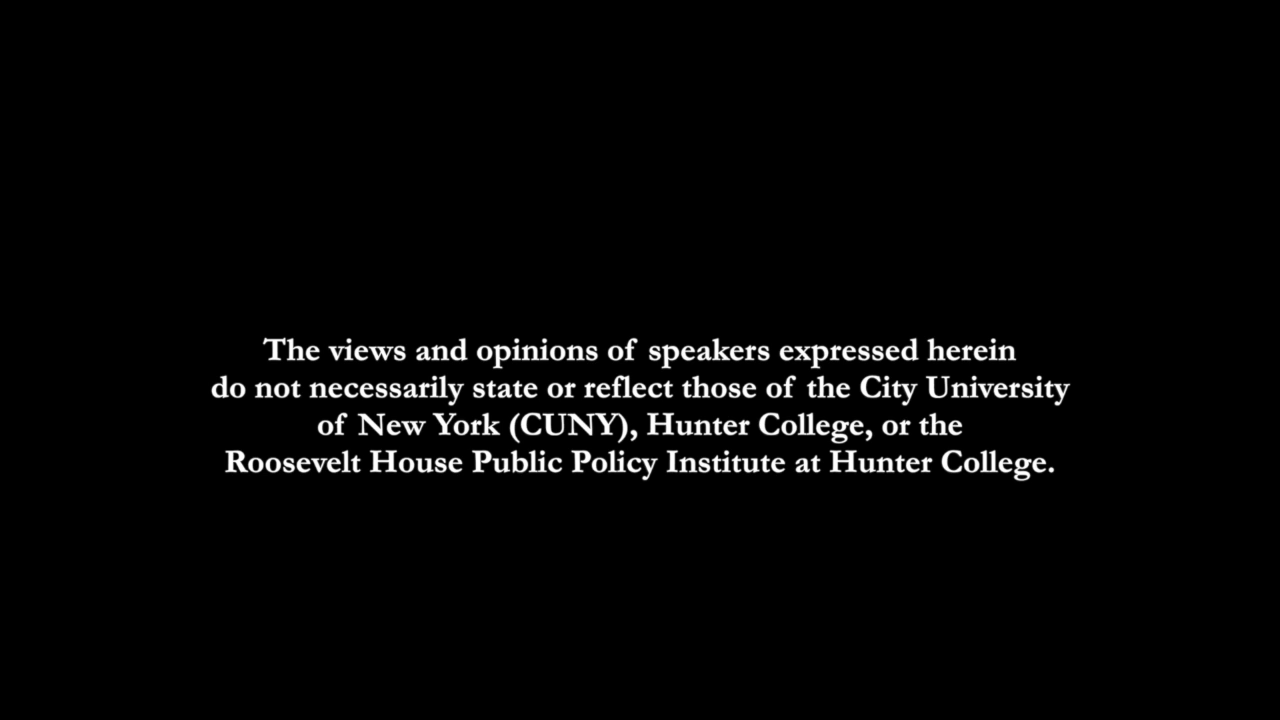 The views and opinions of speakers expressed herein
do not necessarily state or reflect those of the City University
of New York (CUNY), Hunter College, or the
Roosevelt House Public Policy Institute at Hunter College.